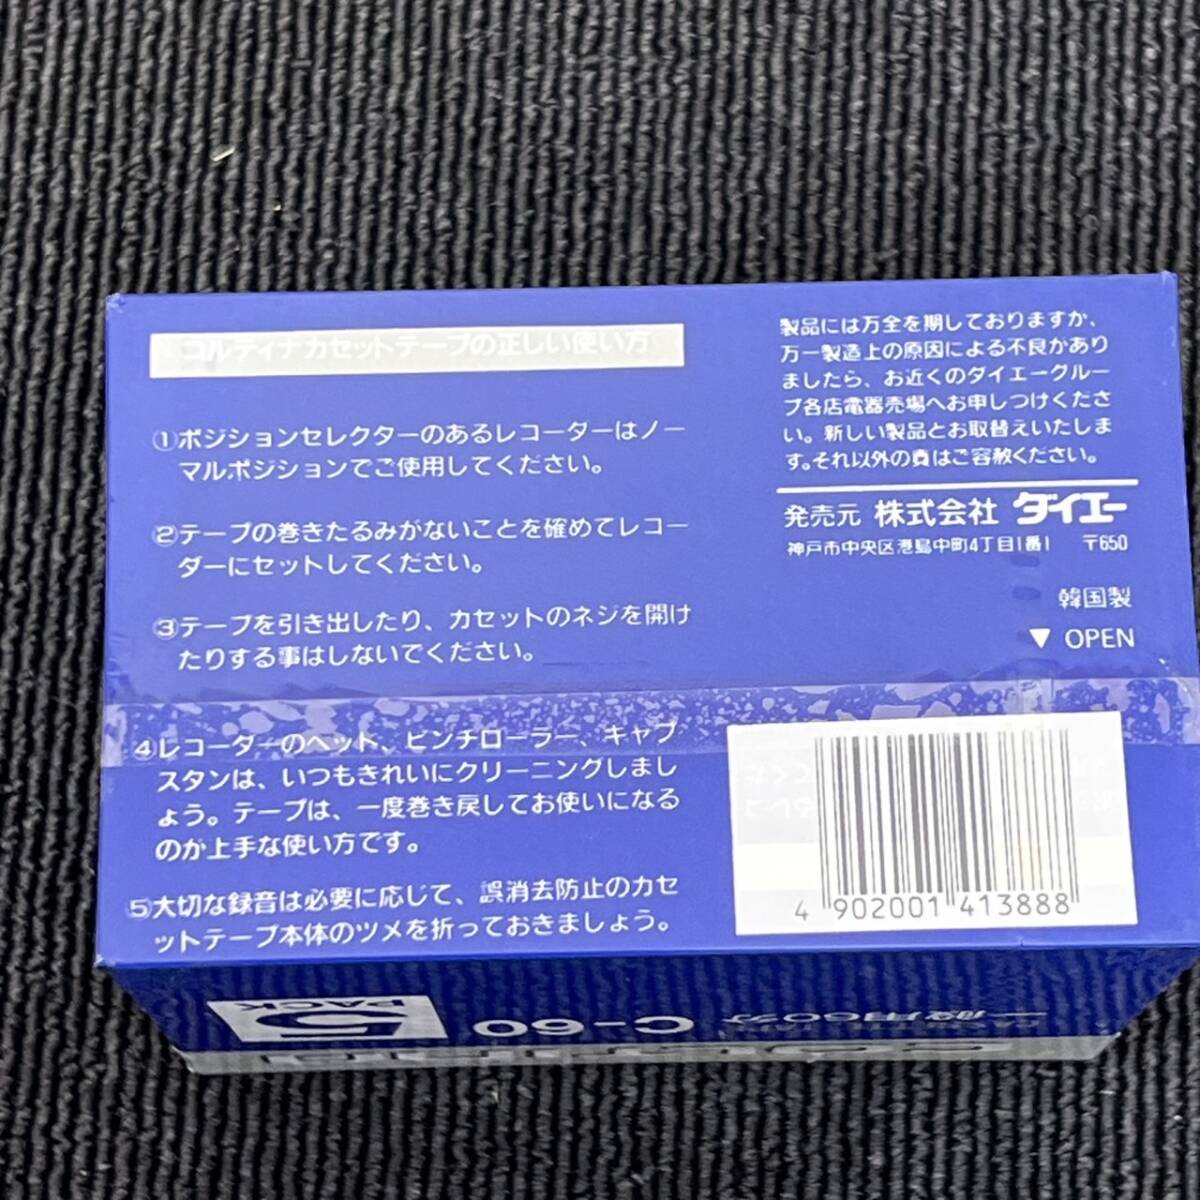 コルティナカセットテープの正しい使い方
①ポジションセレクターのあるレコーダーはノー
マルポジションでご使用してください。
②テープの巻きたるみがないことを確めてレコー
ダーにセットしてください。
③テープを引き出したり、カセットのネジを開け
たりする事はしないでください。
④レコーダーのヘット、ピンチローラー、キャプ
スタンは、いつもきれいにクリーニングしまし
ょう。テープは、一度巻き戻してお使いになる
のが上手な使い方です。
⑤大切な録音は必要に応じて、誤消去防止のカセ
ットテープ本体のツメを折っておきましょう。
製品には万全を期しておりますが、
万一製造上の原因による不良があり
ましたら、お近くのダイエーグルー
プ各店電器売場へお申しつけくださ
い。新しい製品とお取替えいたしま
す。それ以外の責はご容赦ください。
発売元 株式会社 ダイエー
神戸市中央区港島中町4丁目1番1 〒650
韓国製
▼ OPEN
4 902001 413888
5 PACK
C-60
一般用60分